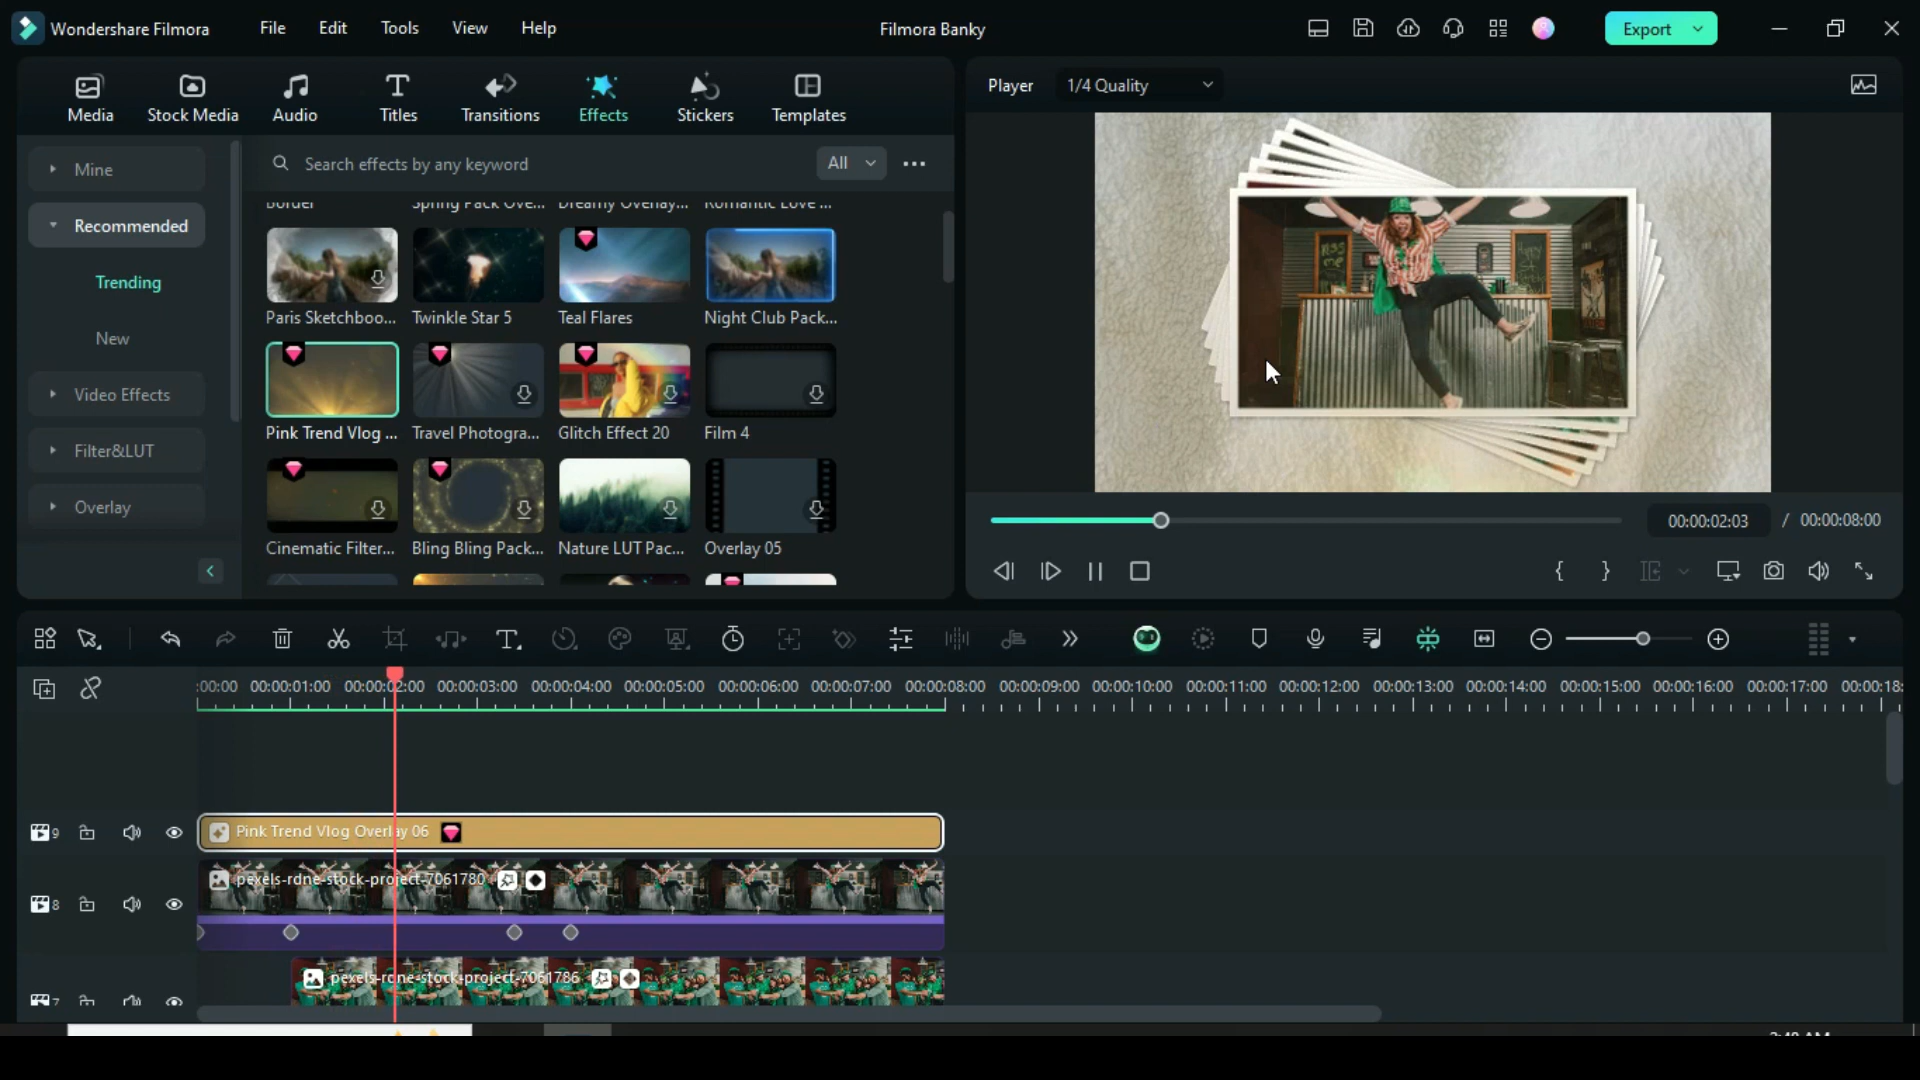 Wondershare Filmora File Edit Tools View Help Filmora Banky Export
Media Stock Media Audio Titles Transitions Effects Stickers Templates
Player 1/4 Quality
Search effects by any keyword All
Mine
Recommended
Trending
New
Video Effects
Filter&LUT
Overlay
Border Spring Pack Ove... Dreamy Overlay... Romantic Love ...
Paris Sketchboo... Twinkle Star 5 Teal Flares Night Club Pack...
Pink Trend Vlog ... Travel Photogra... Glitch Effect 20 Film 4
Cinematic Filter... Bling Bling Pack... Nature LUT Pac... Overlay 05
KISS ME
00:00:02:03 / 00:00:08:00
:00:00 00:00:01:00 00:00:02:00 00:00:03:00 00:00:04:00 00:00:05:00 00:00:06:00 00:00:07:00 00:00:08:00 00:00:09:00 00:00:10:00 00:00:11:00 00:00:12:00 00:00:13:00 00:00:14:00 00:00:15:00 00:00:16:00 00:00:17:00 00:00:18:
9 Pink Trend Vlog Overlay 06
8 pexels-rdne-stock-project-7061780
7 pexels-rdne-stock-project-7061786